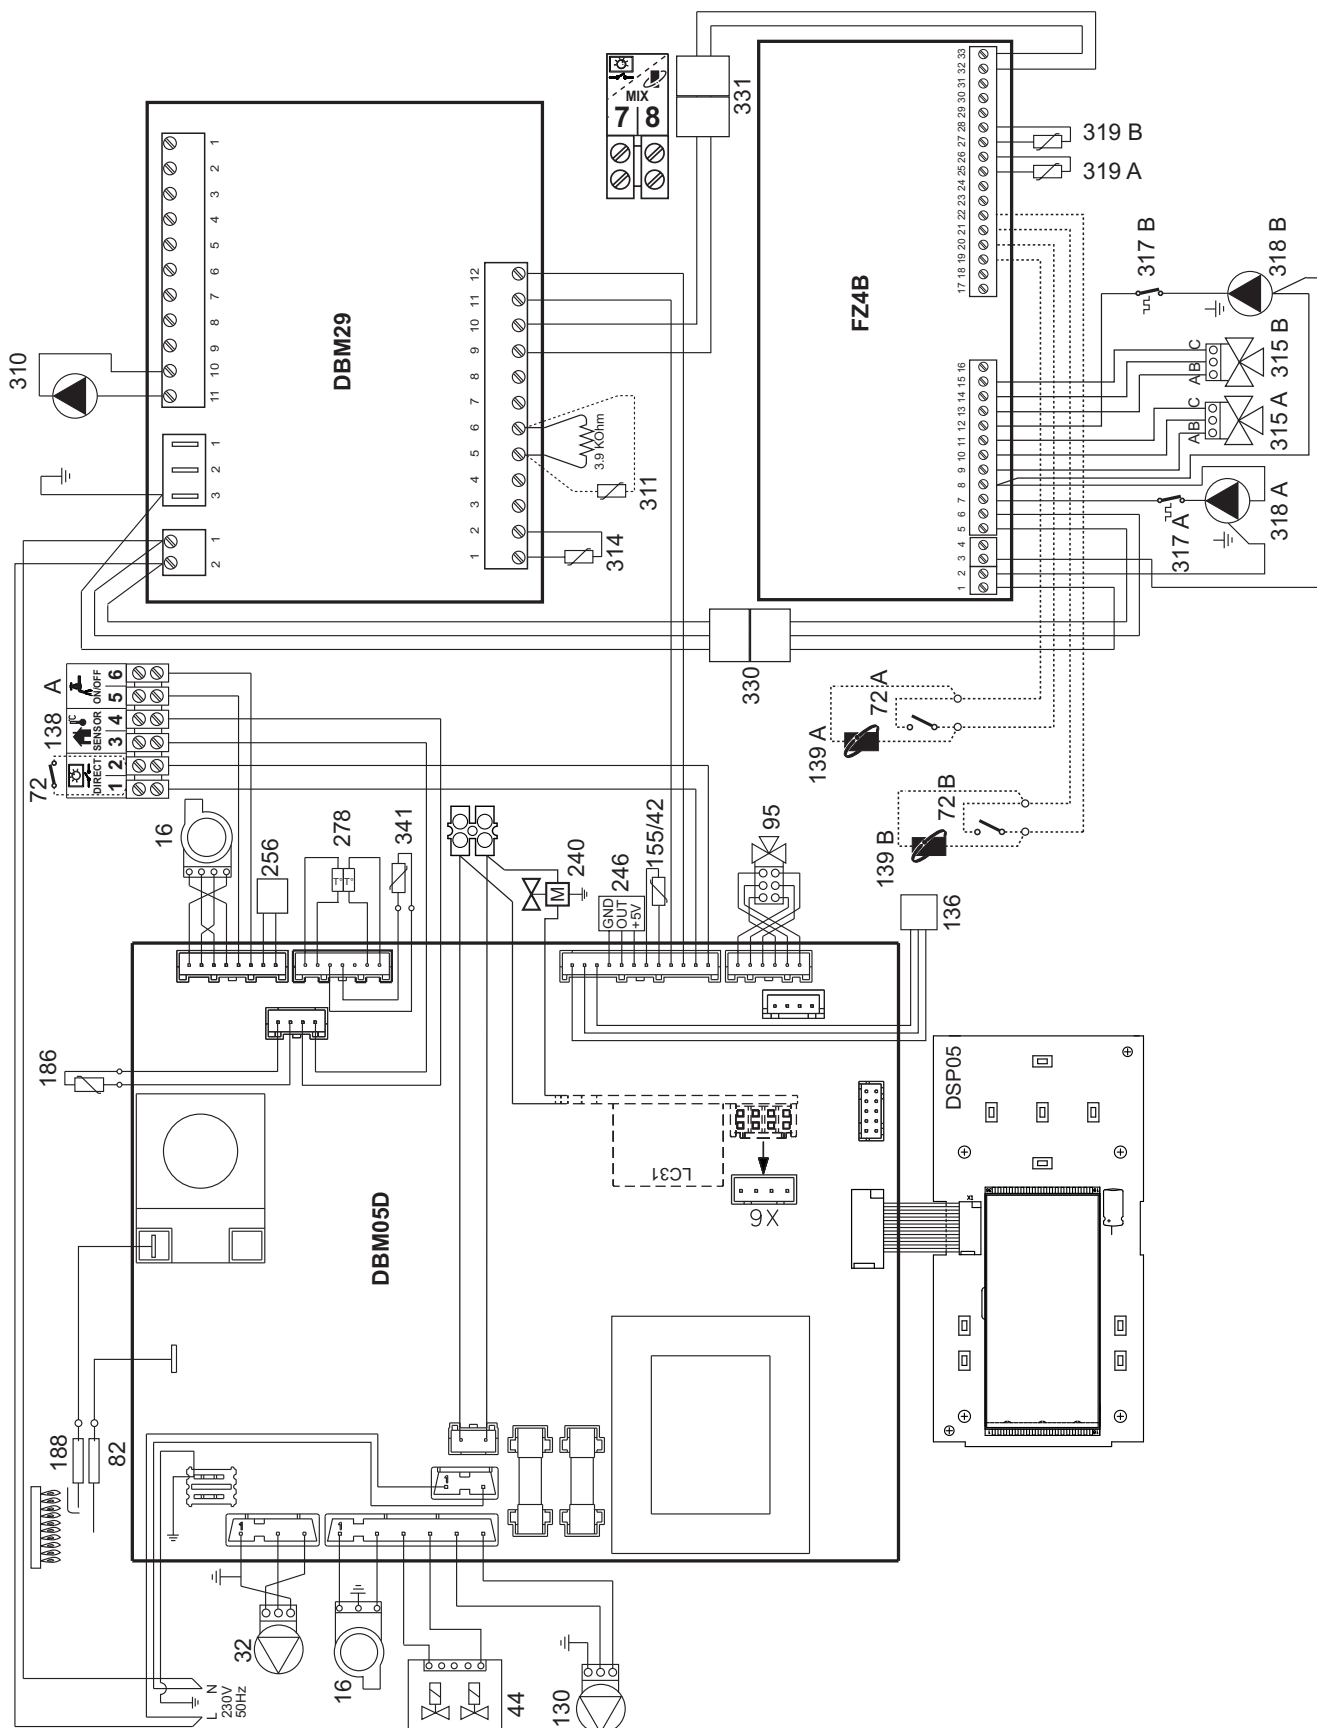 310
DBM29
1 2 3 4 5 6 7 8 9 10 11
1 2 3
1 2
1 2 3 4 5 6 7 8 9 10 11 12
3.9 KOhm
311
314
MIX
7 8
331
FZ4B
33 32 31 30 29 28 27 26 25 24 23 22 21 20 19 18 17
16 15 14 13 12 11 10 9 8 7 6 5 4 3 2 1
319 B
319 A
317 B
318 B
C
A B
315 B
C
A B
315 A
317 A
318 A
330
72 A
139 A
72 B
139 B
A
138
72
ON/OFF
SENSOR
°C
DIRECT
1 2 3 4 5 6
16
256
278
T° T°
341
240
M
246
GND
OUT
+5V
155/42
95
136
186
DBM05D
LC31
X6
DSP05
X1
188
82
1
1
1
32
16
44
130
L N
230V
50Hz